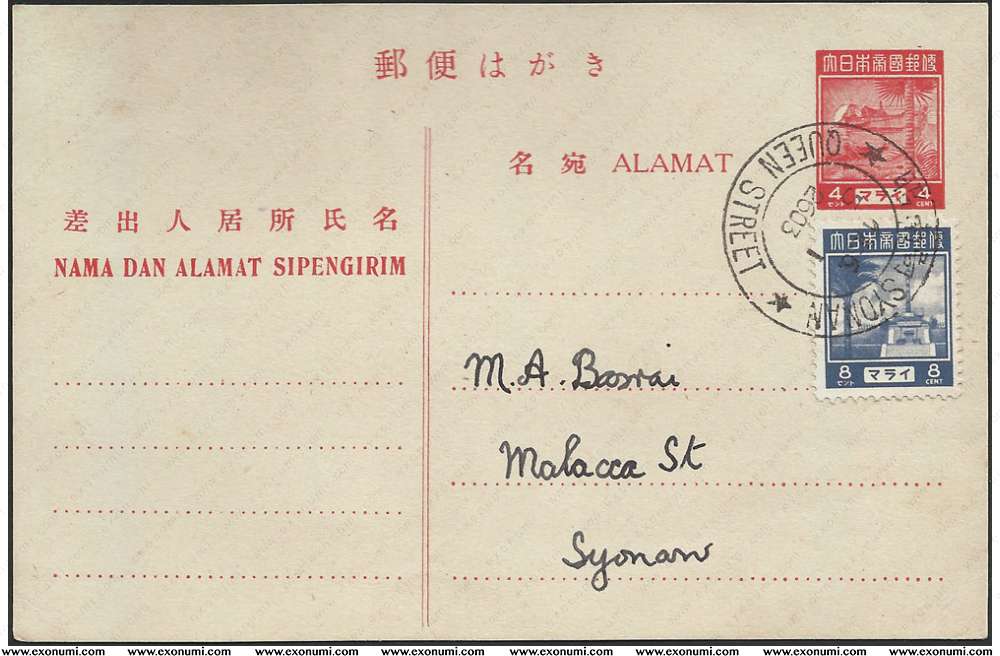 郵便はがき
大日本帝國郵便
4 マライ 4
セント CENT
名宛 ALAMAT
差出人居所氏名
NAMA DAN ALAMAT SIPENGIRIM
QUEEN STREET
SYONAN
2603
大日本帝國郵便
8 マライ 8
セント CENT
M.A. Basrai
Malacca St
Syonan
www.exonumi.com www.exonumi.com www.exonumi.com www.exonumi.com www.exonumi.com www.exonumi.com www.exonumi.com www.exonumi.com